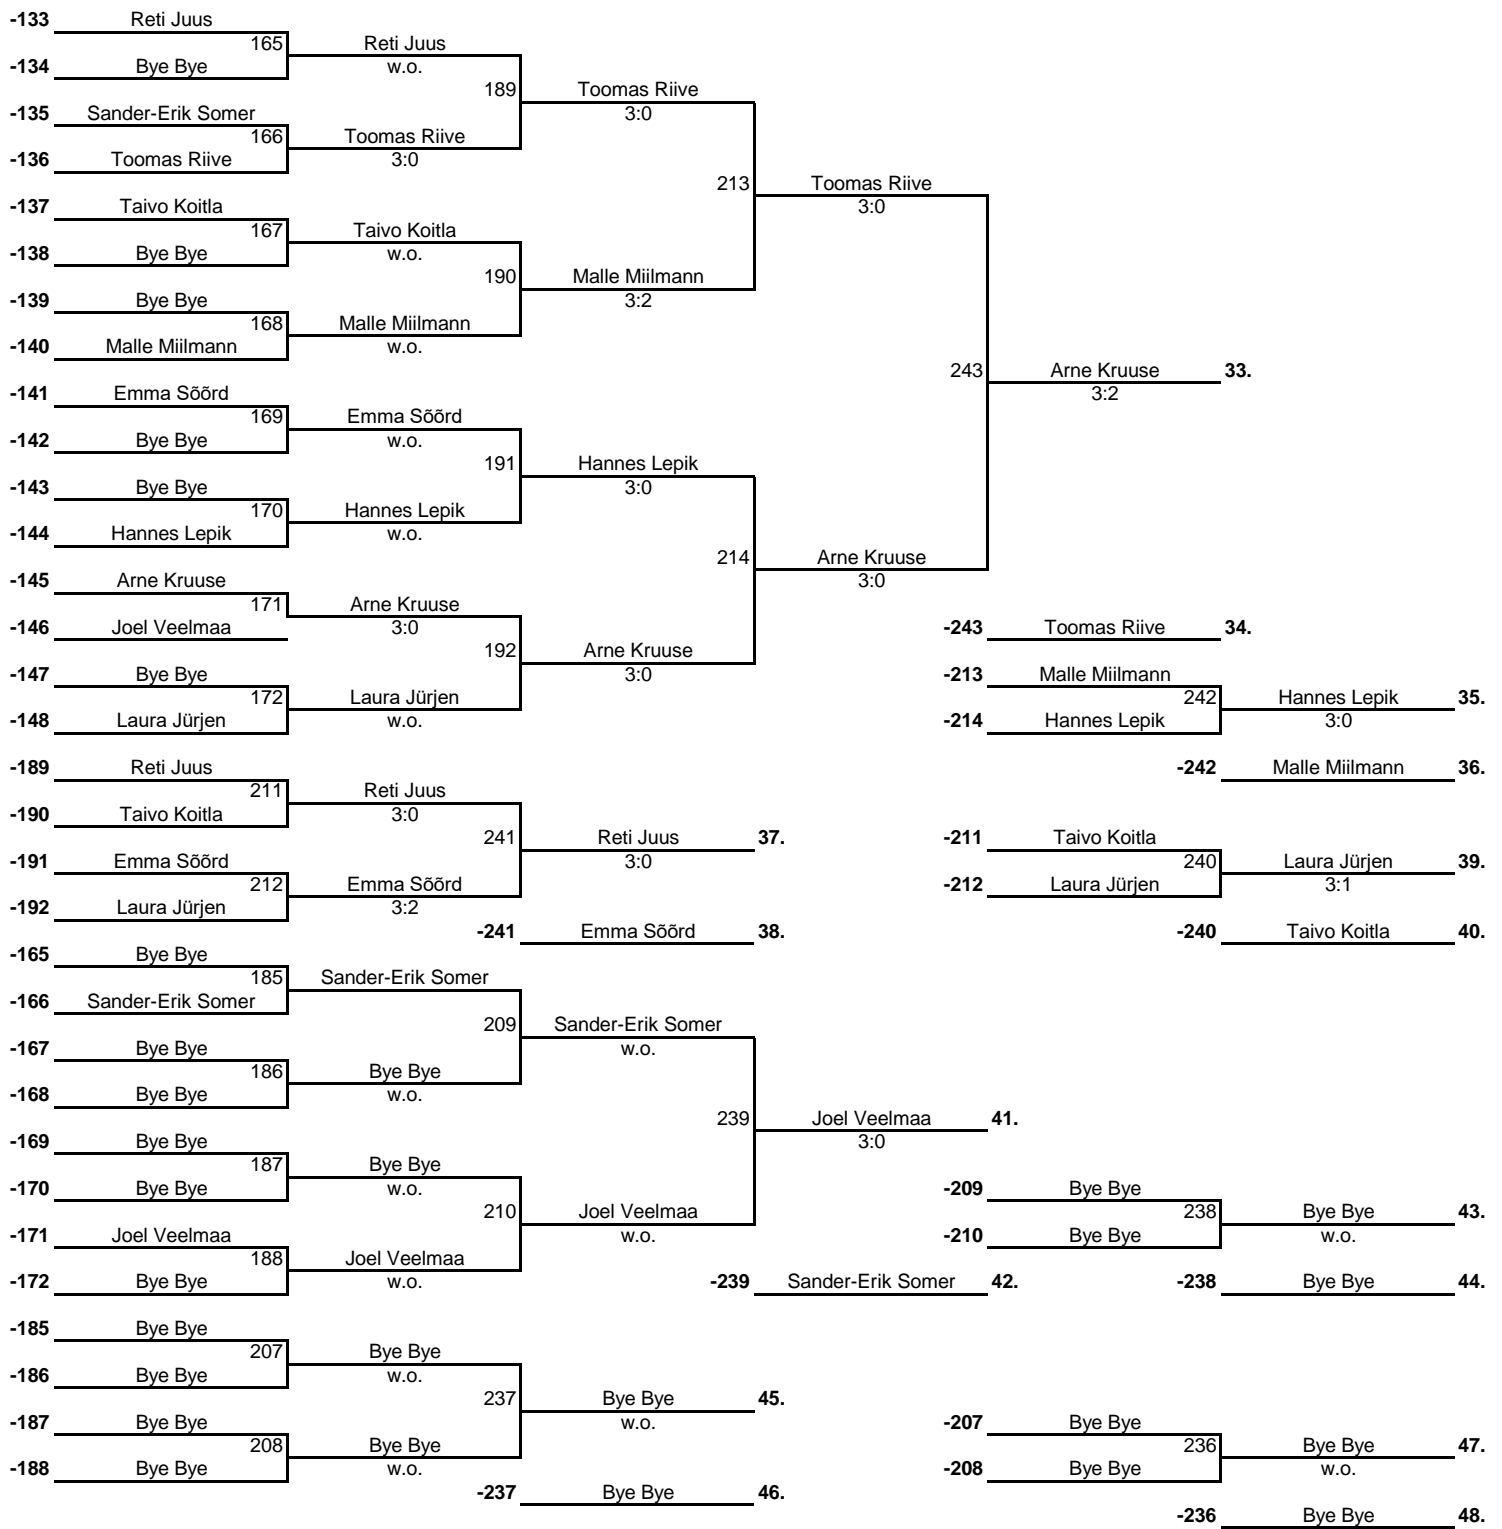 -133 Reti Juus
165 Reti Juus
-134 Bye Bye w.o.
189 Toomas Riive
-135 Sander-Erik Somer 3:0
166 Toomas Riive
-136 Toomas Riive 3:0
213 Toomas Riive
-137 Taivo Koitla 3:0
167 Taivo Koitla
-138 Bye Bye w.o.
190 Malle Miilmann
-139 Bye Bye 3:2
168 Malle Miilmann
-140 Malle Miilmann w.o.
243 Arne Kruuse 33.
-141 Emma Sõõrd 3:2
169 Emma Sõõrd
-142 Bye Bye w.o.
191 Hannes Lepik
-143 Bye Bye 3:0
170 Hannes Lepik
-144 Hannes Lepik w.o.
214 Arne Kruuse
-145 Arne Kruuse 3:0
171 Arne Kruuse
-146 Joel Veelmaa 3:0 -243 Toomas Riive 34.
192 Arne Kruuse
-147 Bye Bye 3:0 -213 Malle Miilmann
172 Laura Jürjen 242 Hannes Lepik 35.
-148 Laura Jürjen w.o. -214 Hannes Lepik 3:0
-189 Reti Juus -242 Malle Miilmann 36.
211 Reti Juus
-190 Taivo Koitla 3:0
241 Reti Juus 37. -211 Taivo Koitla
-191 Emma Sõõrd 3:0 240 Laura Jürjen 39.
212 Emma Sõõrd -212 Laura Jürjen 3:1
-192 Laura Jürjen 3:2
-241 Emma Sõõrd 38. -240 Taivo Koitla 40.
-165 Bye Bye
185 Sander-Erik Somer
-166 Sander-Erik Somer
209 Sander-Erik Somer
-167 Bye Bye w.o.
186 Bye Bye
-168 Bye Bye w.o.
239 Joel Veelmaa 41.
-169 Bye Bye 3:0
187 Bye Bye
-170 Bye Bye w.o. -209 Bye Bye
210 Joel Veelmaa 238 Bye Bye 43.
-171 Joel Veelmaa w.o. -210 Bye Bye w.o.
188 Joel Veelmaa
-172 Bye Bye w.o. -239 Sander-Erik Somer 42. -238 Bye Bye 44.
-185 Bye Bye
207 Bye Bye
-186 Bye Bye w.o.
237 Bye Bye 45.
-187 Bye Bye w.o. -207 Bye Bye
208 Bye Bye 236 Bye Bye 47.
-188 Bye Bye w.o. -208 Bye Bye w.o.
-237 Bye Bye 46.
-236 Bye Bye 48.